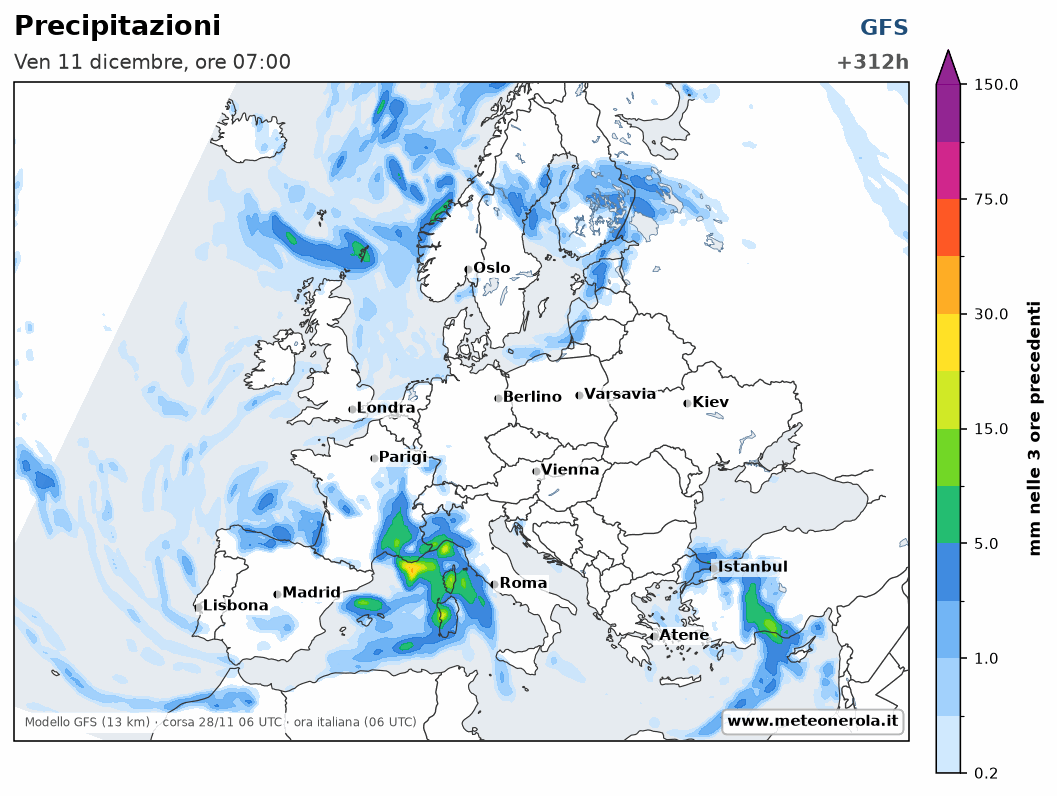 Precipitazioni
GFS
Ven 11 dicembre, ore 07:00
+312h
150.0
75.0
30.0
15.0
5.0
1.0
0.2
mm nelle 3 ore precedenti
Oslo
Berlino
Varsavia
Kiev
Londra
Parigi
Vienna
Istanbul
Roma
Madrid
Lisbona
Atene
Modello GFS (13 km) · corsa 28/11 06 UTC · ora italiana (06 UTC)
www.meteonerola.it